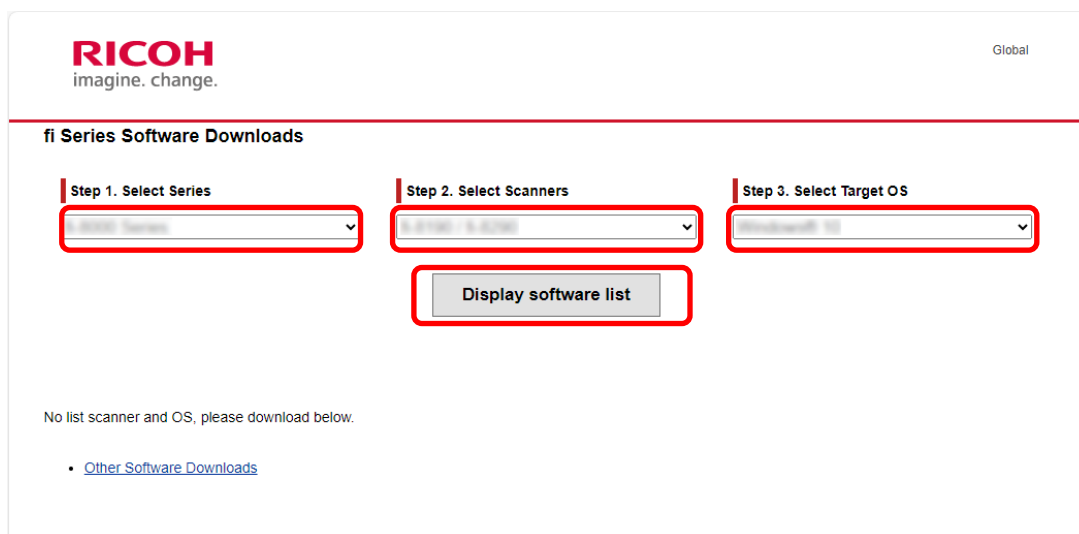 RICOH
imagine. change.
Global
fi Series Software Downloads
Step 1. Select Series
Step 2. Select Scanners
Step 3. Select Target OS
Display software list
No list scanner and OS, please download below.
Other Software Downloads